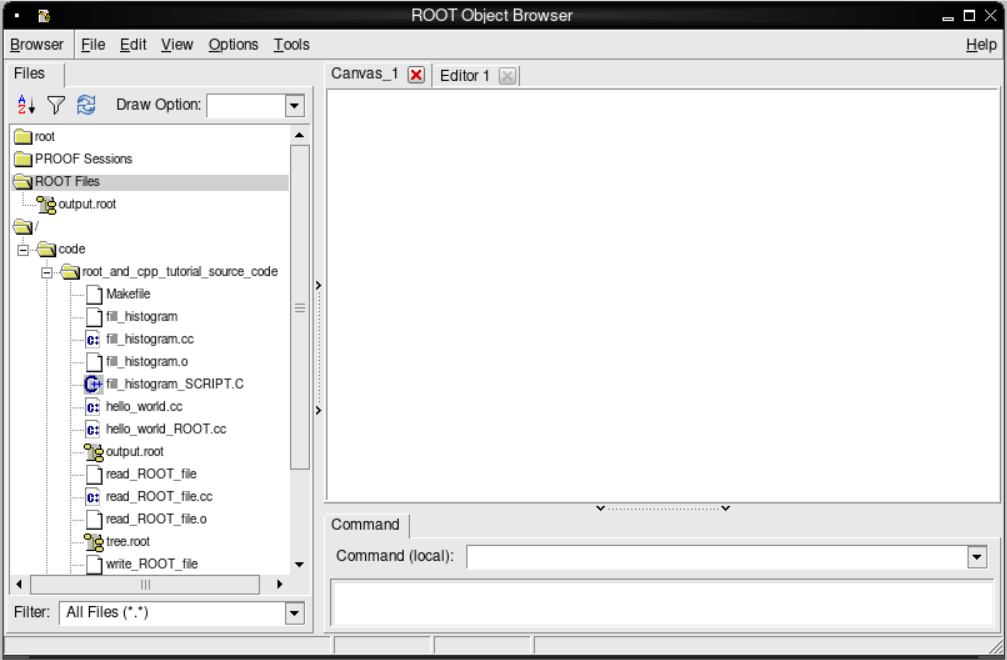 ROOT Object Browser
Browser File Edit View Options Tools Help
Files
Canvas_1 Editor 1
Draw Option:
root
PROOF Sessions
ROOT Files
output.root
/
code
root_and_cpp_tutorial_source_code
Makefile
fill_histogram
fill_histogram.cc
fill_histogram.o
fill_histogram_SCRIPT.C
hello_world.cc
hello_world_ROOT.cc
output.root
read_ROOT_file
read_ROOT_file.cc
read_ROOT_file.o
tree.root
write_ROOT_file
Filter: All Files (*.*)
Command
Command (local):